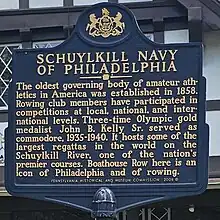 SCHUYLKILL NAVY
OF PHILADELPHIA
The oldest governing body of amateur ath-
letics in America was established in 1858.
Rowing club members have participated in
competitions at local, national, and inter-
national levels. Three-time Olympic gold
medalist John B. Kelly Sr. served as
commodore, 1935-1940. It hosts some of the
largest regattas in the world on the
Schuylkill River, one of the nation's
premier courses. Boathouse Row here is an
icon of Philadelphia and of rowing.
PENNSYLVANIA HISTORICAL AND MUSEUM COMMISSION